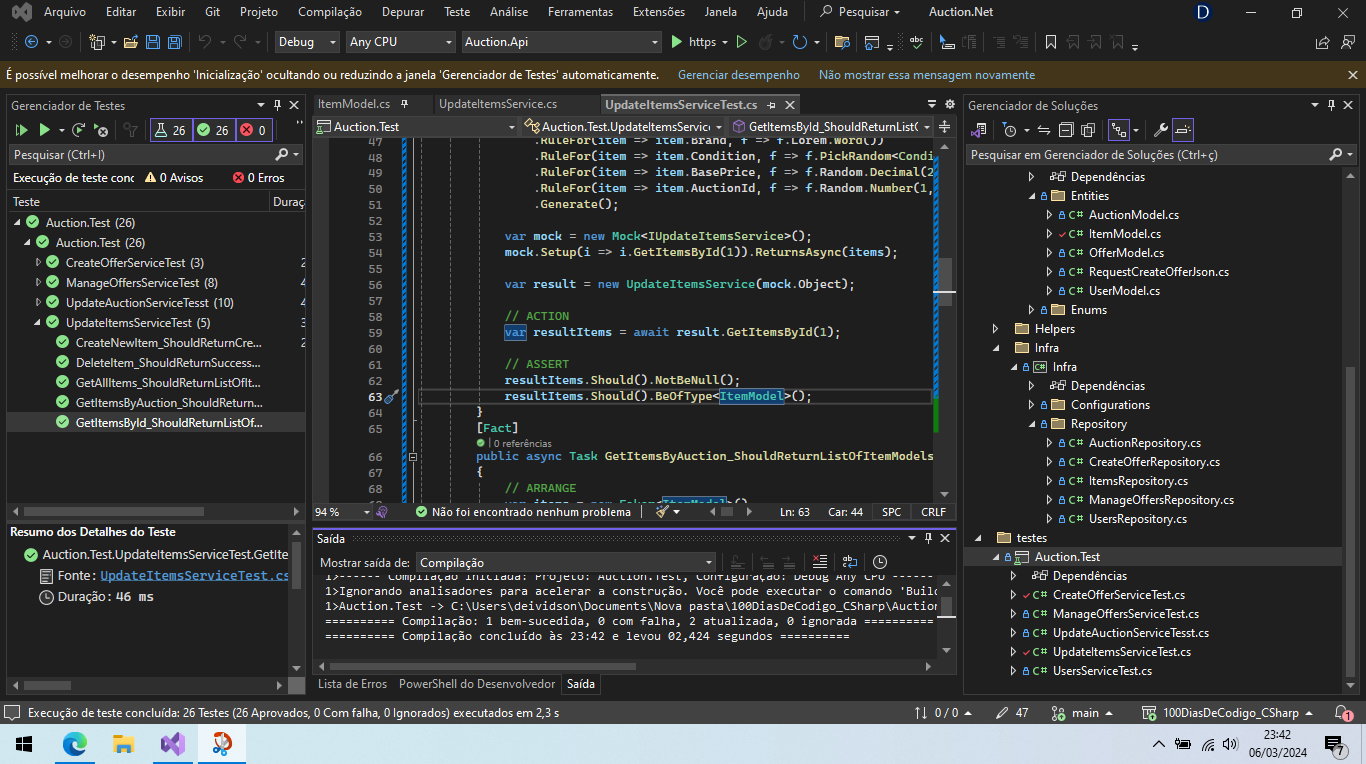 Arquivo Editar Exibir Git Projeto Compilação Depurar Teste Análise Ferramentas Extensões Janela Ajuda Pesquisar Auction.Net D
Debug Any CPU Auction.Api https
É possível melhorar o desempenho 'Inicialização' ocultando ou reduzindo a janela 'Gerenciador de Testes' automaticamente. Gerenciar desempenho Não mostrar essa mensagem novamente
Gerenciador de Testes
26 26 0
Pesquisar (Ctrl+I)
Execução de teste conc 0 Avisos 0 Erros
Teste Duraç
Auction.Test (26)
Auction.Test (26)
CreateOfferServiceTest (3) 2
ManageOffersServiceTest (8) 4
UpdateAuctionServiceTesst (10) 4
UpdateItemsServiceTest (5) 3
CreateNewItem_ShouldReturnCre... 2
DeleteItem_ShouldReturnSuccess...
GetAllItems_ShouldReturnListOfIt...
GetItemsByAuction_ShouldReturn...
GetItemsById_ShouldReturnListOf...
Resumo dos Detalhes do Teste
Auction.Test.UpdateItemsServiceTest.GetIte
Fonte: UpdateItemsServiceTest.cs
Duração: 46 ms
ItemModel.cs UpdateItemsService.cs UpdateItemsServiceTest.cs
Auction.Test Auction.Test.UpdateItemsServic GetItemsById_ShouldReturnListO
47 .RuleFor(item => item.Brand, f => f.Lorem.Word())
48 .RuleFor(item => item.Condition, f => f.PickRandom<Condi
49 .RuleFor(item => item.BasePrice, f => f.Random.Decimal(2
50 .RuleFor(item => item.AuctionId, f => f.Random.Number(1,
51 .Generate();
52
53 var mock = new Mock<IUpdateItemsService>();
54 mock.Setup(i => i.GetItemsById(1)).ReturnsAsync(items);
55
56 var result = new UpdateItemsService(mock.Object);
57
58 // ACTION
59 var resultItems = await result.GetItemsById(1);
60
61 // ASSERT
62 resultItems.Should().NotBeNull();
63 resultItems.Should().BeOfType<ItemModel>();
64 }
65 [Fact]
0 referências
66 public async Task GetItemsByAuction_ShouldReturnListOfItemModels
67 {
68 // ARRANGE
var items = new Faker<ItemModel>()
94 % Não foi encontrado nenhum problema Ln: 63 Car: 44 SPC CRLF
Saída
Mostrar saída de: Compilação
1>------ Compilação iniciada: Projeto: Auction.Test, Configuração: Debug Any CPU ------
1>Ignorando analisadores para acelerar a construção. Você pode executar o comando 'Buil
1>Auction.Test -> C:\Users\deividson\Documents\Nova pasta\100DiasDeCodigo_CSharp\Auction
========== Compilação: 1 bem-sucedida, 0 com falha, 2 atualizada, 0 ignorada ==========
========== Compilação concluído às 23:42 e levou 02,424 segundos ==========
Lista de Erros PowerShell do Desenvolvedor Saída
Gerenciador de Soluções
Pesquisar em Gerenciador de Soluções (Ctrl+ç)
Dependências
Entities
C# AuctionModel.cs
C# ItemModel.cs
C# OfferModel.cs
C# RequestCreateOfferJson.cs
C# UserModel.cs
Enums
Helpers
Infra
C# Infra
Dependências
Configurations
Repository
C# AuctionRepository.cs
C# CreateOfferRepository.cs
C# ItemsRepository.cs
C# ManageOffersRepository.cs
C# UsersRepository.cs
testes
Auction.Test
Dependências
C# CreateOfferServiceTest.cs
C# ManageOffersServiceTest.cs
C# UpdateAuctionServiceTesst.cs
C# UpdateItemsServiceTest.cs
C# UsersServiceTest.cs
Execução de teste concluída: 26 Testes (26 Aprovados, 0 Com falha, 0 Ignorados) executados em 2,3 s 0 / 0 47 main 100DiasDeCodigo_CSharp 1
23:42
06/03/2024
7